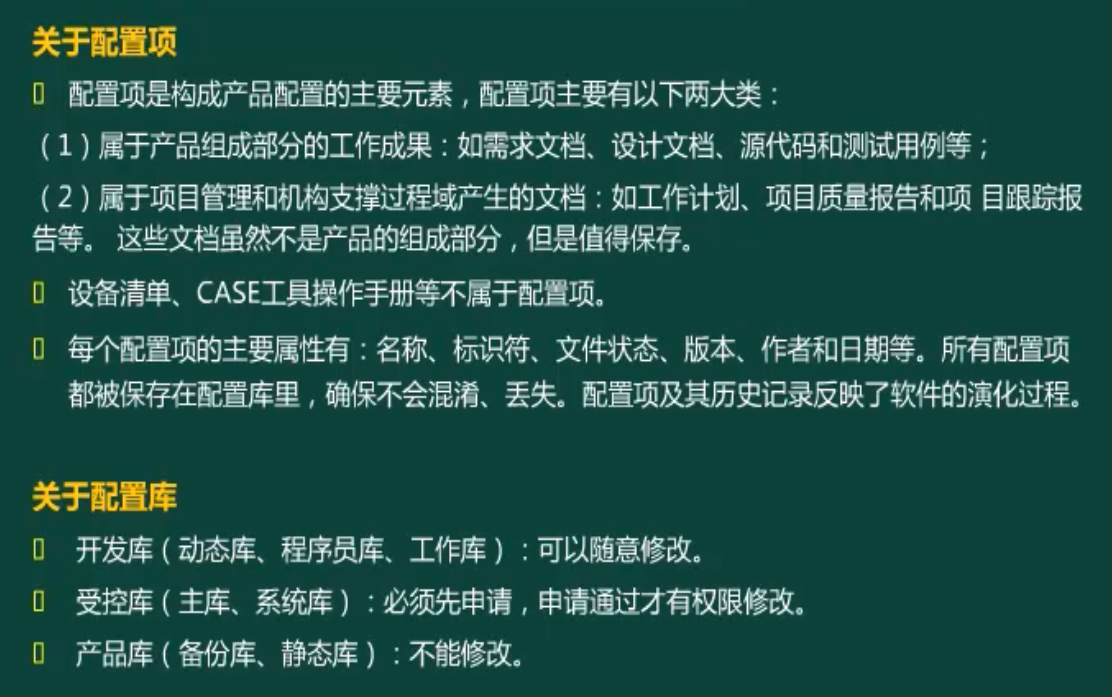 关于配置项
配置项是构成产品配置的主要元素，配置项主要有以下两大类：
（1）属于产品组成部分的工作成果：如需求文档、设计文档、源代码和测试用例等；
（2）属于项目管理和机构支撑过程域产生的文档：如工作计划、项目质量报告和项 目跟踪报
告等。 这些文档虽然不是产品的组成部分，但是值得保存。
设备清单、CASE工具操作手册等不属于配置项。
每个配置项的主要属性有：名称、标识符、文件状态、版本、作者和日期等。所有配置项
都被保存在配置库里，确保不会混淆、丢失。配置项及其历史记录反映了软件的演化过程。
关于配置库
开发库（动态库、程序员库、工作库）：可以随意修改。
受控库（主库、系统库）：必须先申请，申请通过才有权限修改。
产品库（备份库、静态库）：不能修改。